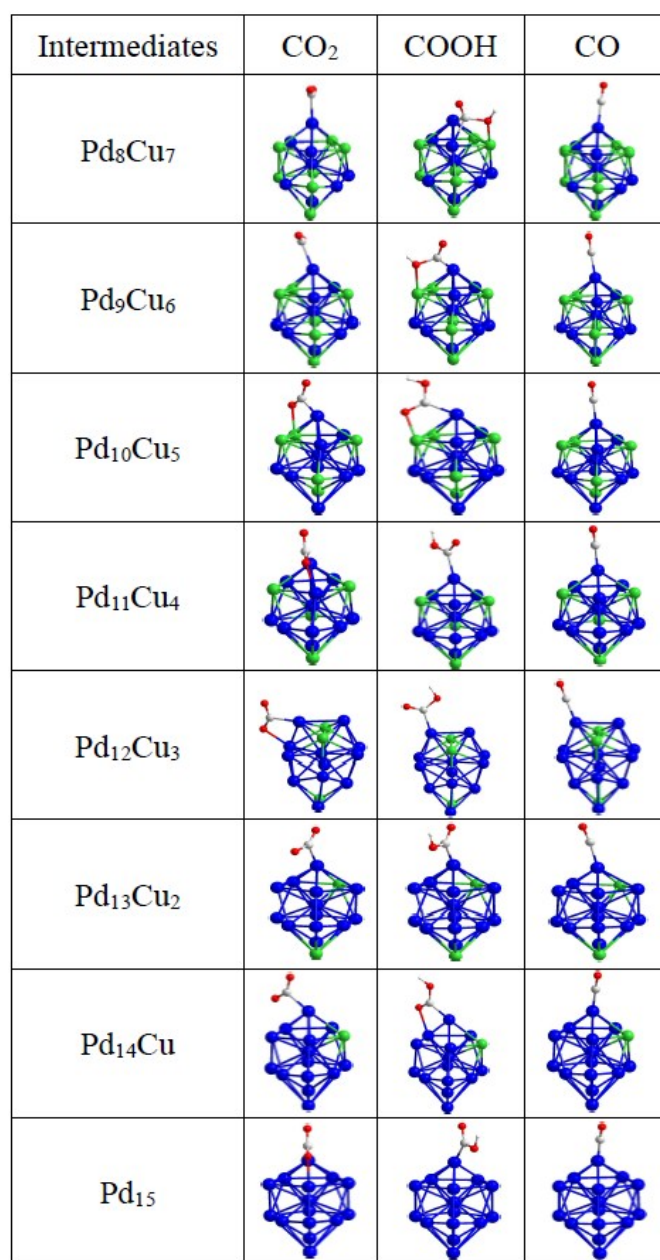 Intermediates CO₂ COOH CO
Pd₈Cu₇
Pd₉Cu₆
Pd₁₀Cu₅
Pd₁₁Cu₄
Pd₁₂Cu₃
Pd₁₃Cu₂
Pd₁₄Cu
Pd₁₅